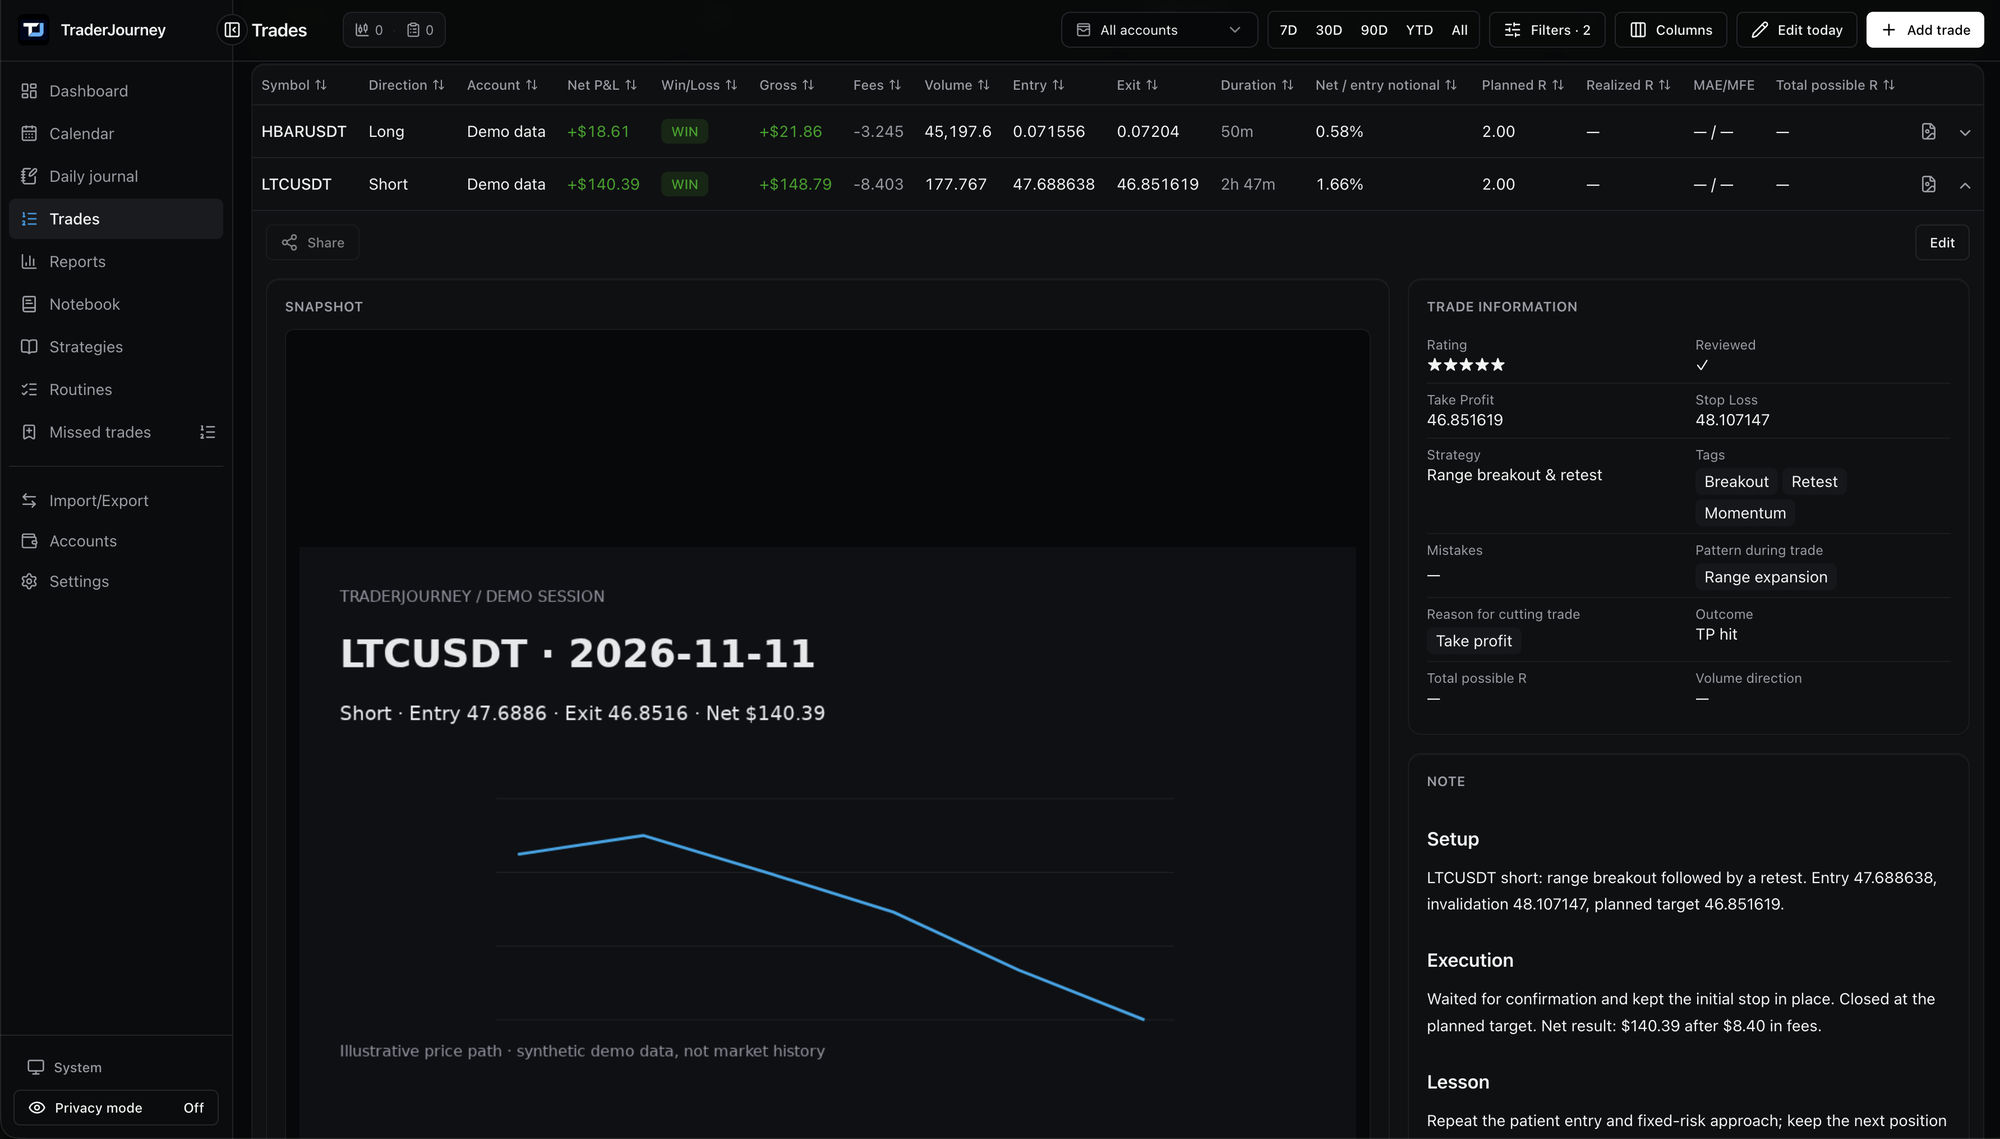 TraderJourney
Trades
0 · 0
All accounts
7D 30D 90D YTD All
Filters · 2
Columns
Edit today
Add trade
Dashboard
Calendar
Daily journal
Trades
Reports
Notebook
Strategies
Routines
Missed trades
Import/Export
Accounts
Settings
System
Privacy mode Off
Symbol Direction Account Net P&L Win/Loss Gross Fees Volume Entry Exit Duration Net / entry notional Planned R Realized R MAE/MFE Total possible R
HBARUSDT Long Demo data +$18.61 WIN +$21.86 -3.245 45,197.6 0.071556 0.07204 50m 0.58% 2.00 — — / — —
LTCUSDT Short Demo data +$140.39 WIN +$148.79 -8.403 177.767 47.688638 46.851619 2h 47m 1.66% 2.00 — — / — —
Share
Edit
SNAPSHOT
TRADERJOURNEY / DEMO SESSION
LTCUSDT · 2026-11-11
Short · Entry 47.6886 · Exit 46.8516 · Net $140.39
Illustrative price path · synthetic demo data, not market history
TRADE INFORMATION
Rating Reviewed
★★★★★ ✓
Take Profit Stop Loss
46.851619 48.107147
Strategy Tags
Range breakout & retest Breakout Retest
Momentum
Mistakes Pattern during trade
— Range expansion
Reason for cutting trade Outcome
Take profit TP hit
Total possible R Volume direction
— —
NOTE
Setup
LTCUSDT short: range breakout followed by a retest. Entry 47.688638,
invalidation 48.107147, planned target 46.851619.
Execution
Waited for confirmation and kept the initial stop in place. Closed at the
planned target. Net result: $140.39 after $8.40 in fees.
Lesson
Repeat the patient entry and fixed-risk approach; keep the next position